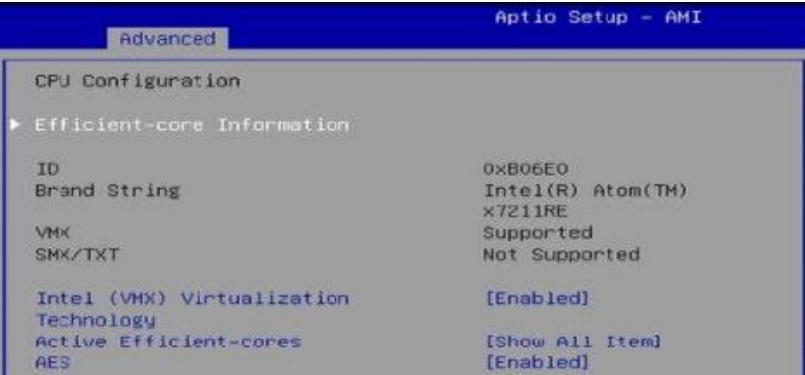 Aptio Setup - AMI
Advanced
CPU Configuration
Efficient-core Information
ID 0xB06E0
Brand String Intel(R) Atom(TM)
x7211RE
VMX Supported
SMX/TXT Not Supported
Intel (VMX) Virtualization [Enabled]
Technology
Active Efficient-cores [Show All Item]
AES [Enabled]